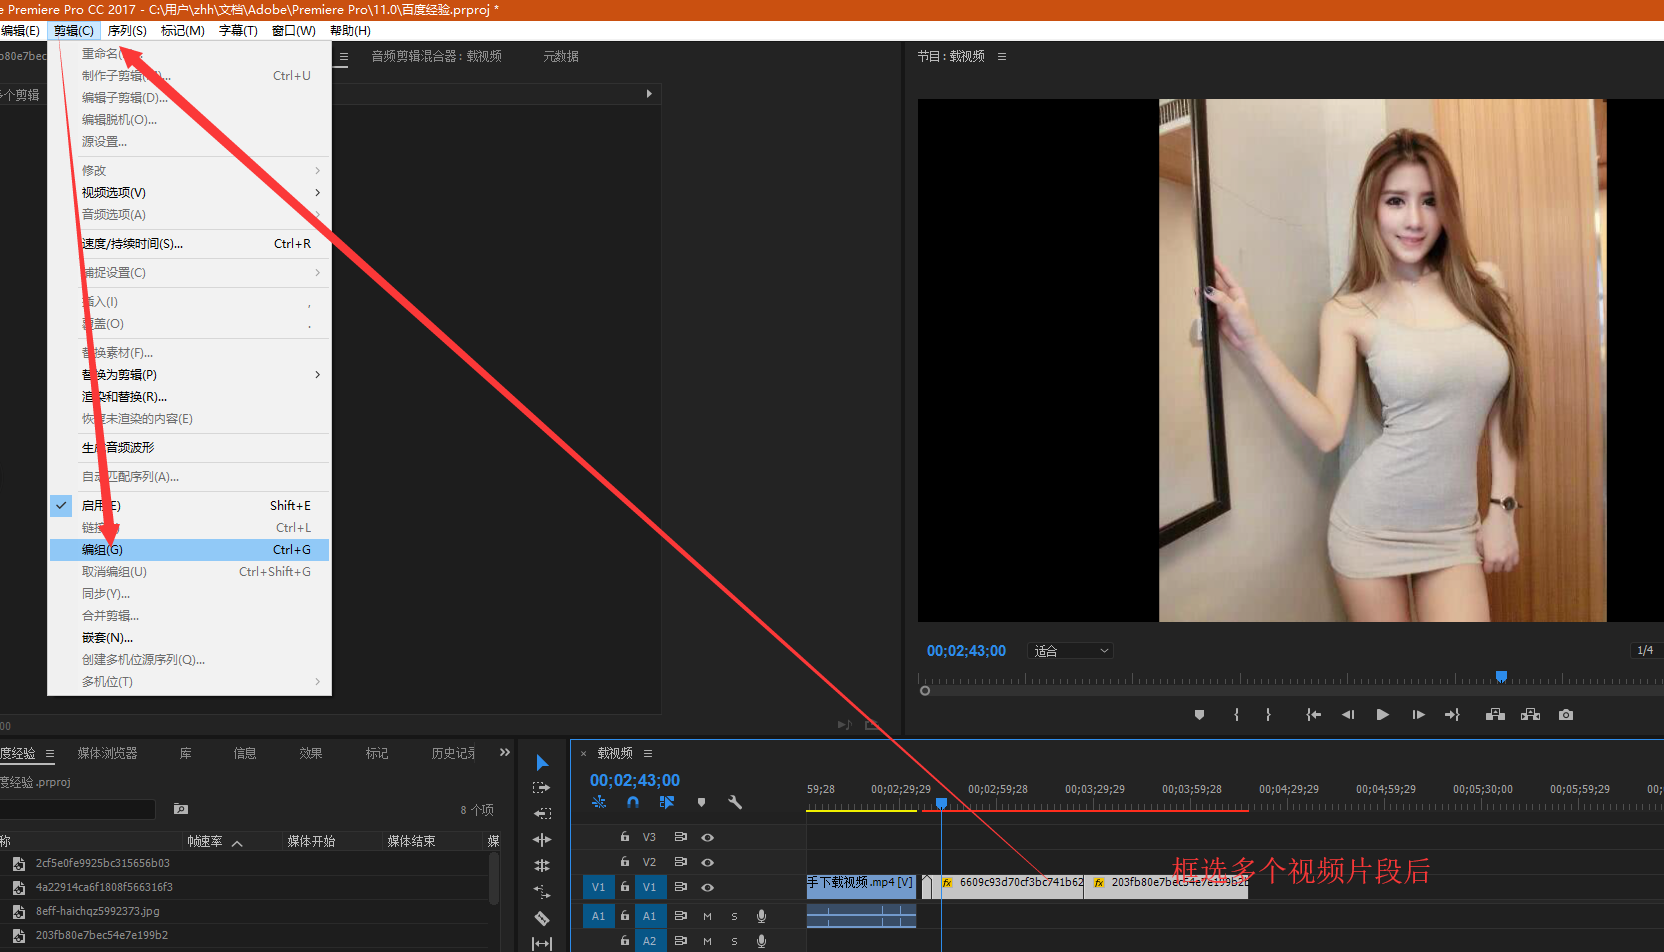 e Premiere Pro CC 2017 - C:\用户\zhh\文档\Adobe\Premiere Pro\11.0\百度经验.prproj *
编辑(E) 剪辑(C) 序列(S) 标记(M) 字幕(T) 窗口(W) 帮助(H)
fb80e7bec
音频剪辑混合器：载视频 元数据
节目：载视频
个剪辑
重命名
制作子剪辑 ... Ctrl+U
编辑子剪辑(D)...
编辑脱机(O)...
源设置...
修改
视频选项(V)
音频选项(A)
速度/持续时间(S)... Ctrl+R
捕捉设置(C)
插入(I) ,
覆盖(O) .
替换素材(F)...
替换为剪辑(P)
渲染和替换(R)...
恢复未渲染的内容(E)
生成音频波形
自动匹配序列(A)...
启用(E) Shift+E
链接 Ctrl+L
编组(G) Ctrl+G
取消编组(U) Ctrl+Shift+G
同步(Y)...
合并剪辑...
嵌套(N)...
创建多机位源序列(Q)...
多机位(T)
00;02;43;00 适合 1/4
00
度经验 媒体浏览器 库 信息 效果 标记 历史记录
度经验.prproj
8 个项
称 帧速率 媒体开始 媒体结束 媒
2cf5e0fe9925bc315656b03
4a22914ca6f1808f566316f3
8eff-haichqz5992373.jpg
203fb80e7bec54e7e199b2
× 载视频
00;02;43;00
59;28 00;02;29;29 00;02;59;28 00;03;29;29 00;03;59;28 00;04;29;29 00;04;59;29 00;05;30;00 00;05;59;29 00;
V3
V2
框选多个视频片段后
V1 V1 手下载视频.mp4 [V] fx 6609c93d70cf3bc741b62 fx 203fb80e7bec54e7e199b2b
A1 A1 M S
A2 M S